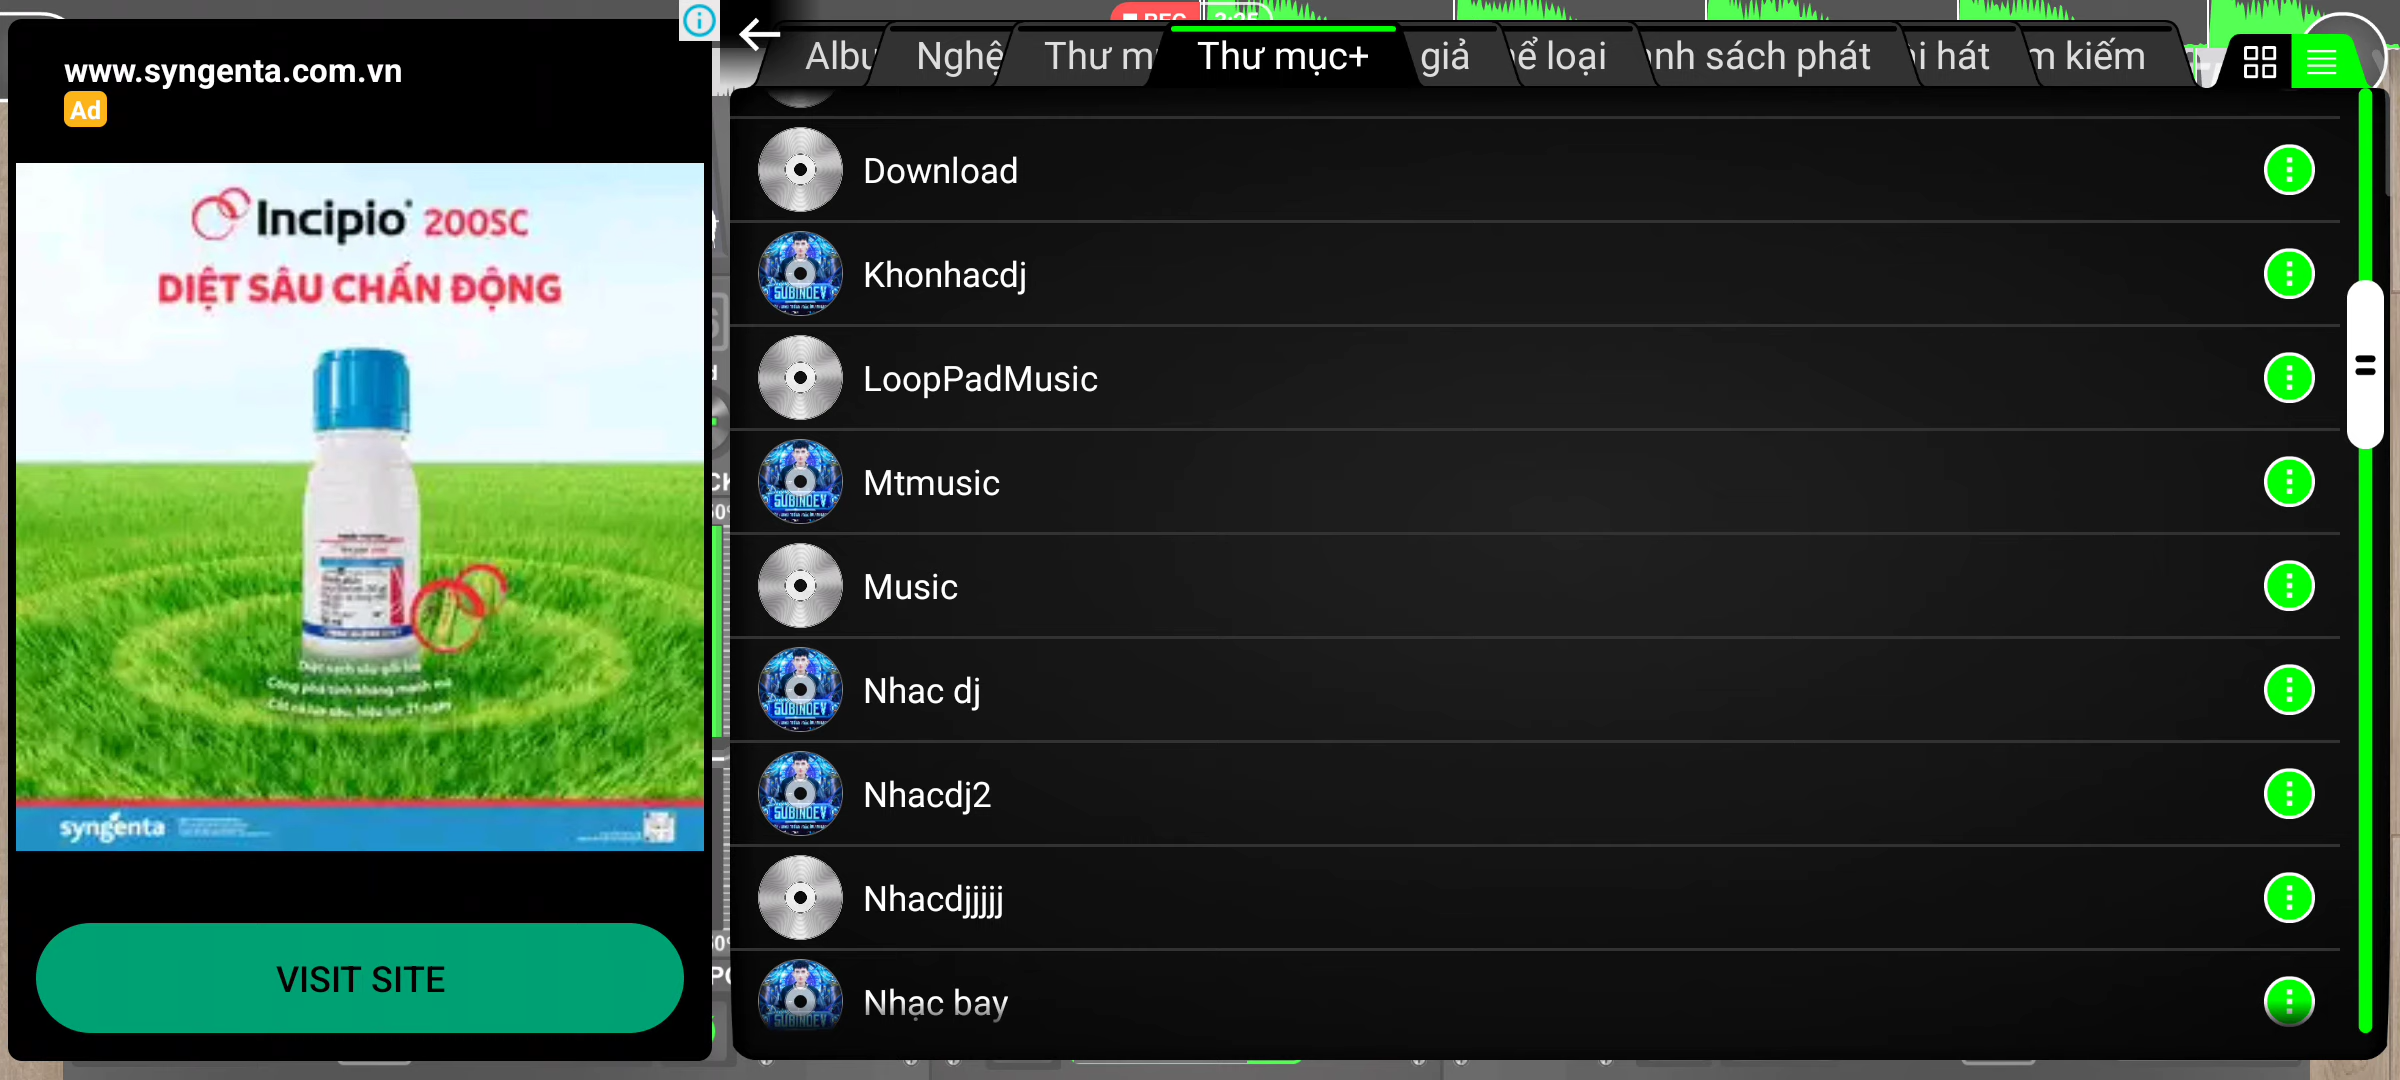 www.syngenta.com.vn
Ad
Incipio 200SC
DIỆT SÂU CHẤN ĐỘNG
syngenta
VISIT SITE
Albu
Nghệ
Thư m
Thư mục+
giả
ể loại
nh sách phát
i hát
m kiếm
Download
Khonhacdj
LoopPadMusic
Mtmusic
Music
Nhac dj
Nhacdj2
Nhacdjjjjj
Nhạc bay